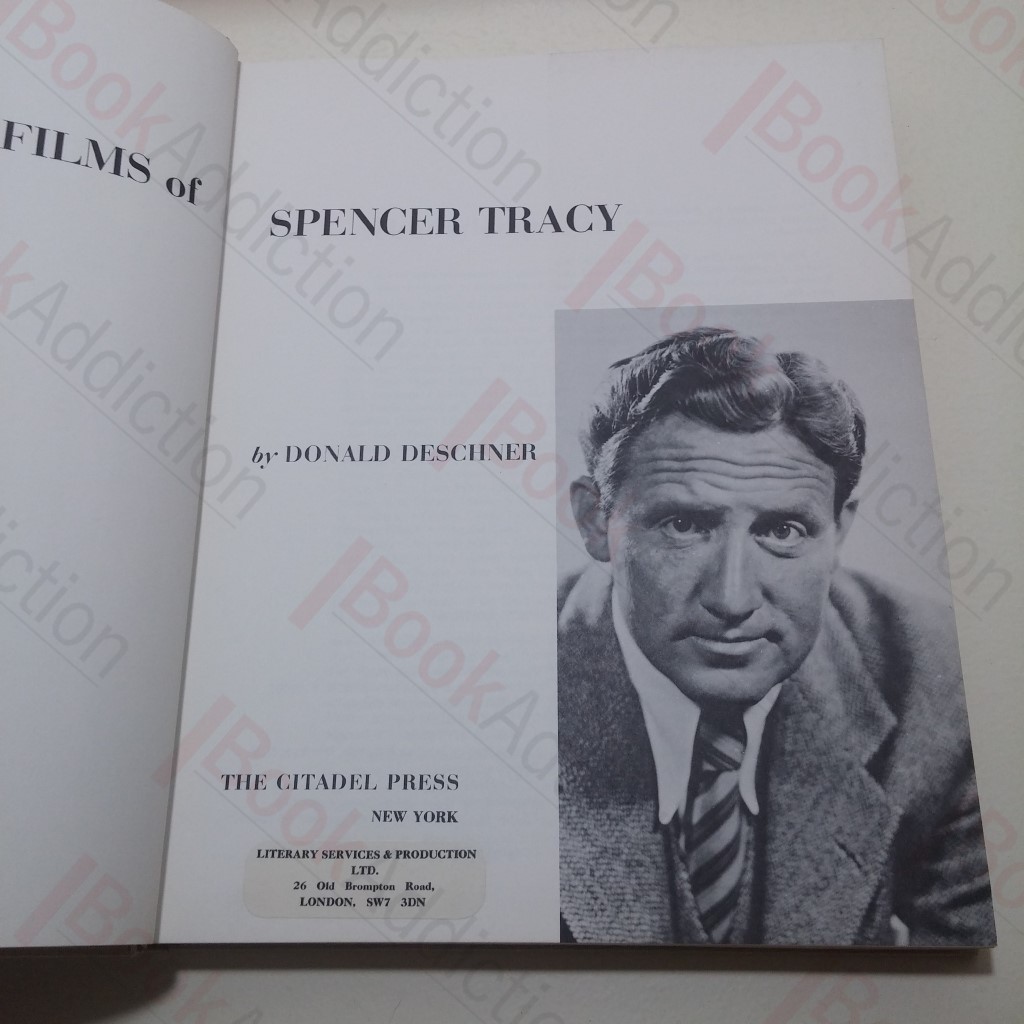 FILMS of
SPENCER TRACY
by DONALD DESCHNER
THE CITADEL PRESS
NEW YORK
LITERARY SERVICES & PRODUCTION
LTD.
26 Old Brompton Road,
LONDON, SW7 3DN
BookAddiction